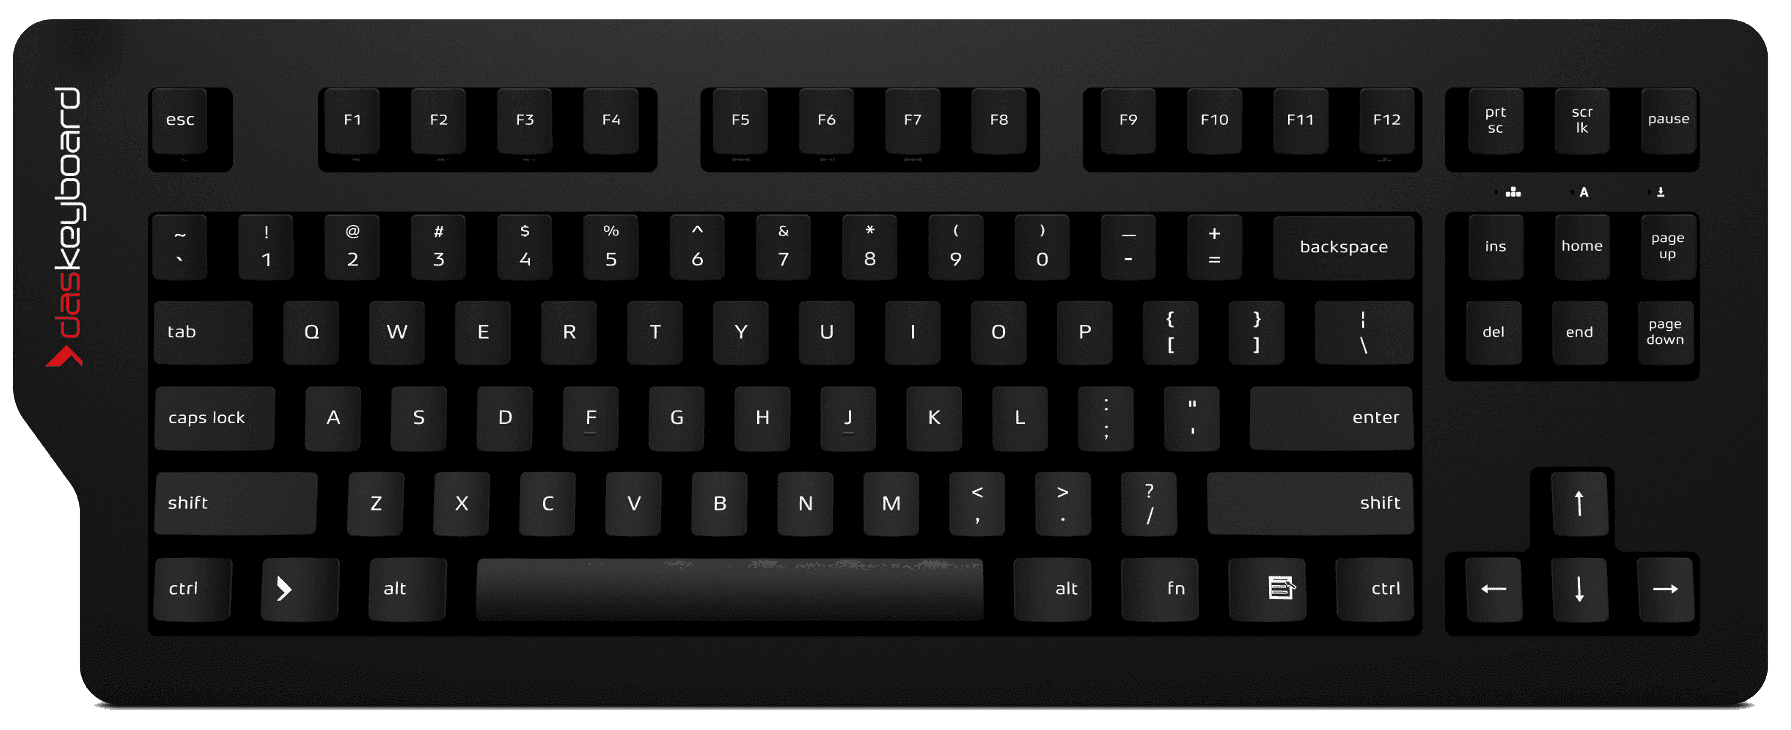 daskeyboard
esc F1 F2 F3 F4 F5 F6 F7 F8 F9 F10 F11 F12 prt sc scr lk pause
A
~ ! @ # $ % ^ & * ( ) — +
` 1 2 3 4 5 6 7 8 9 0 - = backspace ins home page up
tab Q W E R T Y U I O P { [ } ] ¦ \ del end page down
caps lock A S D F G H J K L : ; " ' enter
shift Z X C V B N M < , > . ? / shift ↑
ctrl alt alt fn ctrl ← ↓ →